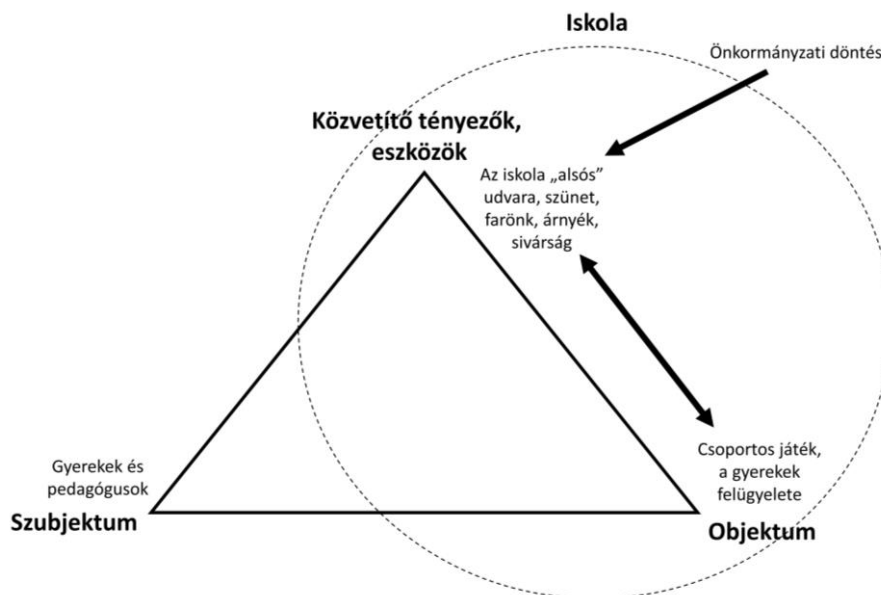 Iskola
Önkormányzati döntés
Közvetítő tényezők,
eszközök
Az iskola „alsós”
udvara, szünet,
farönk, árnyék,
sivárság
Gyerekek és
pedagógusok
Szubjektum
Csoportos játék,
a gyerekek
felügyelete
Objektum